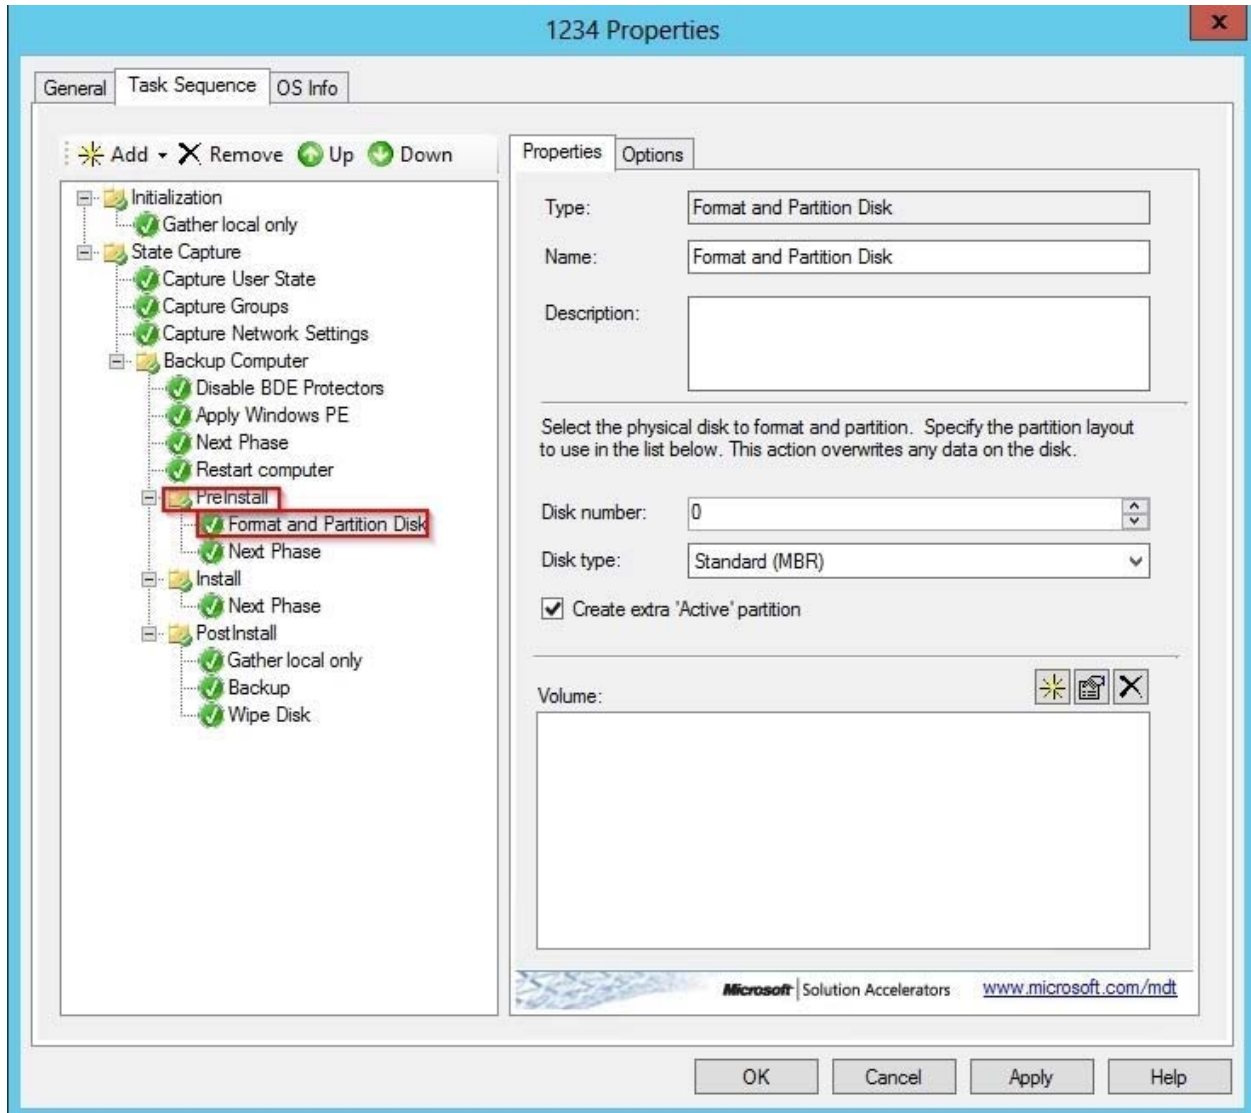 1234 Properties
x
General
Task Sequence
OS Info
Add
Remove
Up
Down
Initialization
Gather local only
State Capture
Capture User State
Capture Groups
Capture Network Settings
Backup Computer
Disable BDE Protectors
Apply Windows PE
Next Phase
Restart computer
PreInstall
Format and Partition Disk
Next Phase
Install
Next Phase
PostInstall
Gather local only
Backup
Wipe Disk
Properties
Options
Type:
Format and Partition Disk
Name:
Format and Partition Disk
Description:
Select the physical disk to format and partition. Specify the partition layout
to use in the list below. This action overwrites any data on the disk.
Disk number:
0
Disk type:
Standard (MBR)
Create extra 'Active' partition
Volume:
Microsoft | Solution Accelerators
www.microsoft.com/mdt
OK
Cancel
Apply
Help